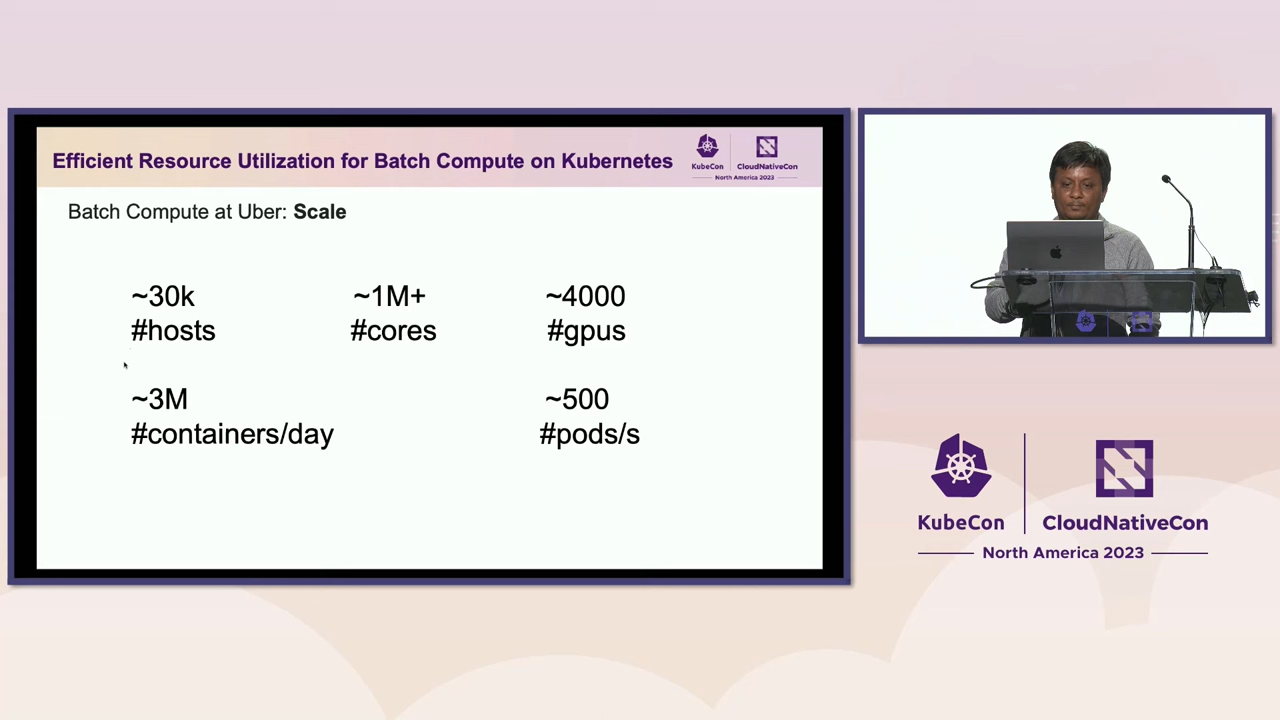 Efficient Resource Utilization for Batch Compute on Kubernetes
KubeCon
CloudNativeCon
North America 2023
Batch Compute at Uber: Scale
~30k
#hosts
~1M+
#cores
~4000
#gpus
~3M
#containers/day
~500
#pods/s
KubeCon
CloudNativeCon
North America 2023